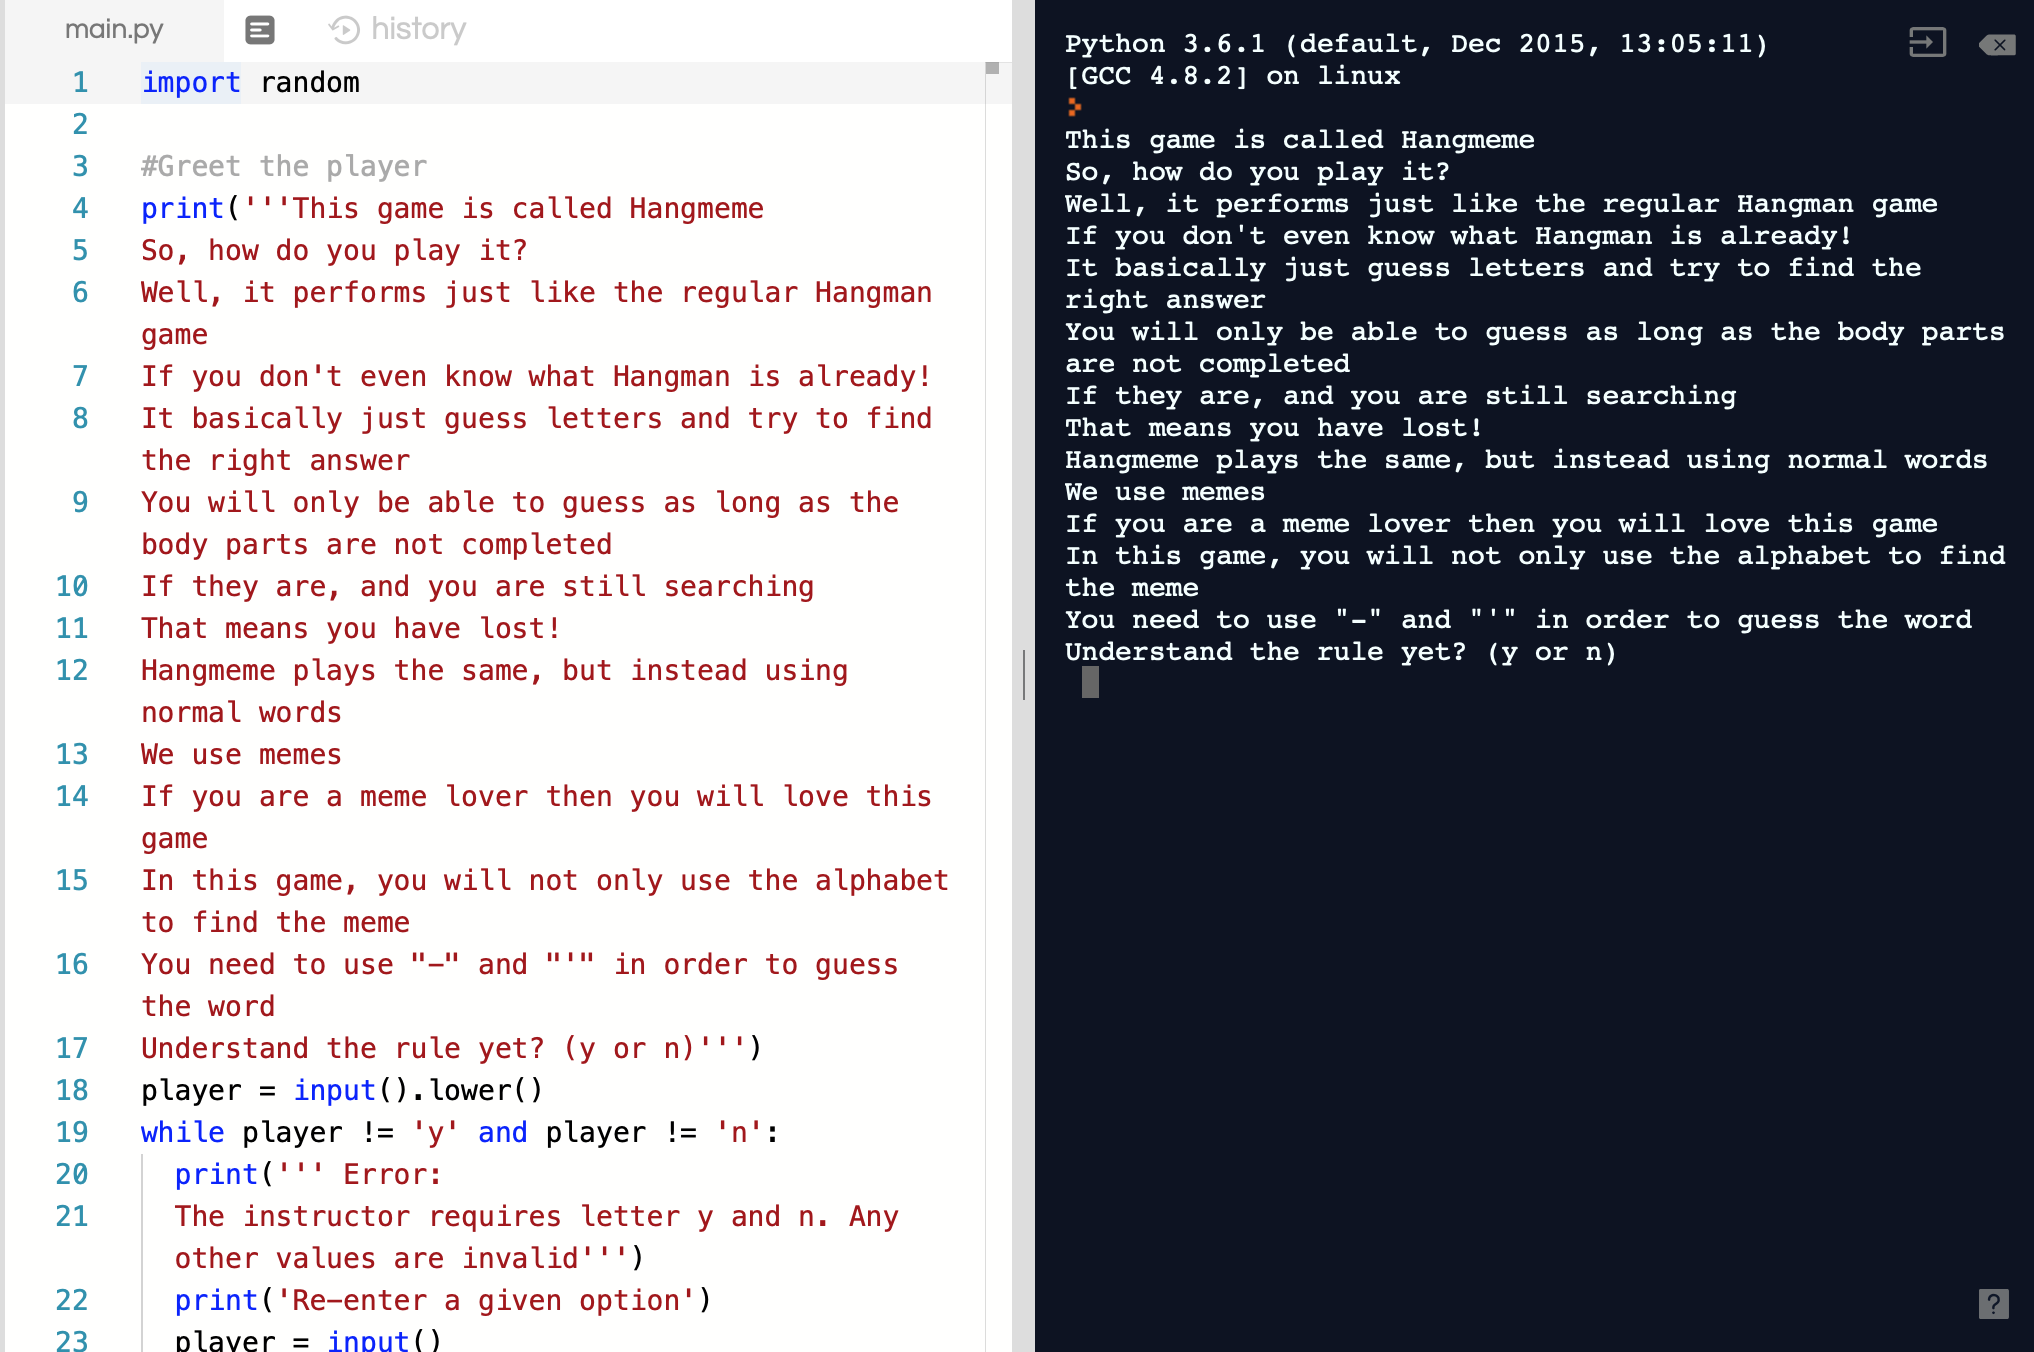 main.py
history
1 import random
2
3 #Greet the player
4 print('''This game is called Hangmeme
5 So, how do you play it?
6 Well, it performs just like the regular Hangman
game
7 If you don't even know what Hangman is already!
8 It basically just guess letters and try to find
the right answer
9 You will only be able to guess as long as the
body parts are not completed
10 If they are, and you are still searching
11 That means you have lost!
12 Hangmeme plays the same, but instead using
normal words
13 We use memes
14 If you are a meme lover then you will love this
game
15 In this game, you will not only use the alphabet
to find the meme
16 You need to use "-" and "'" in order to guess
the word
17 Understand the rule yet? (y or n)''')
18 player = input().lower()
19 while player != 'y' and player != 'n':
20 print(''' Error:
21 The instructor requires letter y and n. Any
other values are invalid''')
22 print('Re-enter a given option')
23 player = input()
Python 3.6.1 (default, Dec 2015, 13:05:11)
[GCC 4.8.2] on linux
This game is called Hangmeme
So, how do you play it?
Well, it performs just like the regular Hangman game
If you don't even know what Hangman is already!
It basically just guess letters and try to find the
right answer
You will only be able to guess as long as the body parts
are not completed
If they are, and you are still searching
That means you have lost!
Hangmeme plays the same, but instead using normal words
We use memes
If you are a meme lover then you will love this game
In this game, you will not only use the alphabet to find
the meme
You need to use "-" and "'" in order to guess the word
Understand the rule yet? (y or n)
?